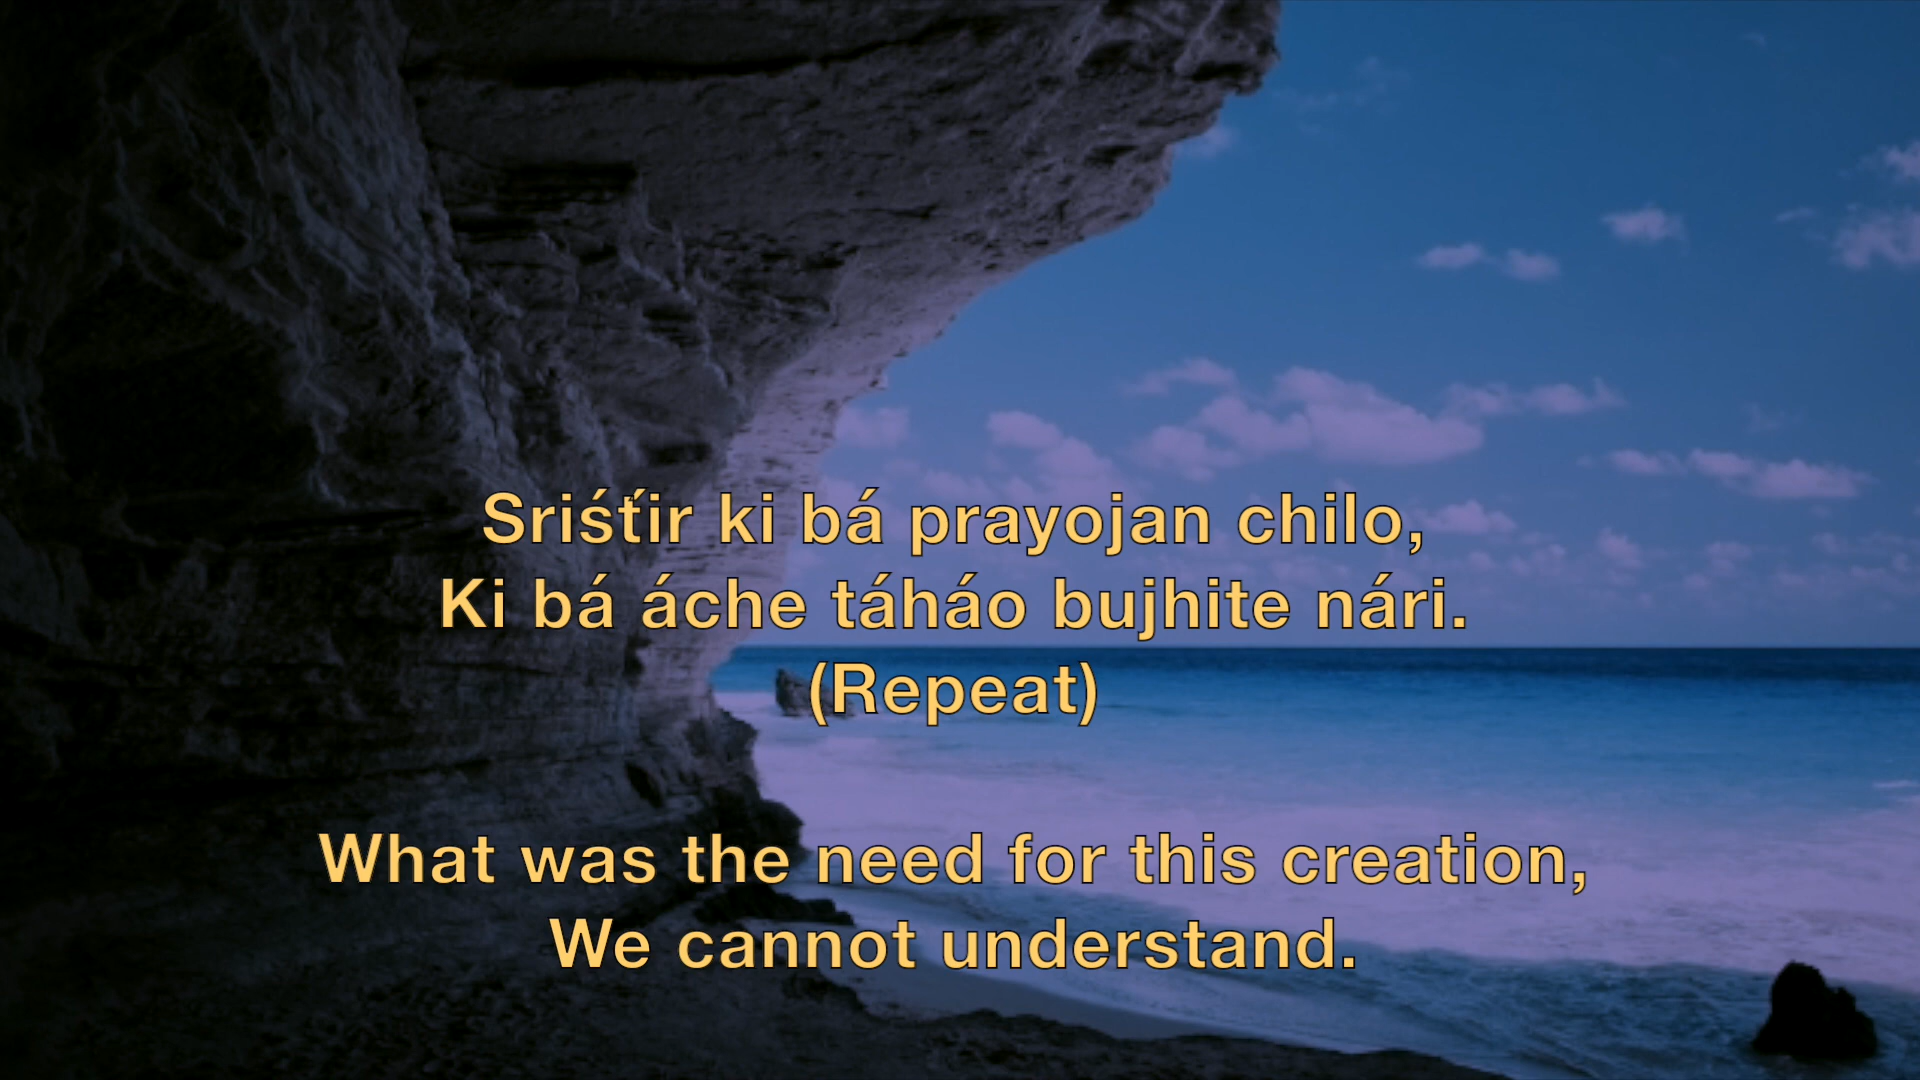 Sriśt́ir ki bá prayojan chilo,
Ki bá áche táháo bujhite nári.
(Repeat)
What was the need for this creation,
We cannot understand.